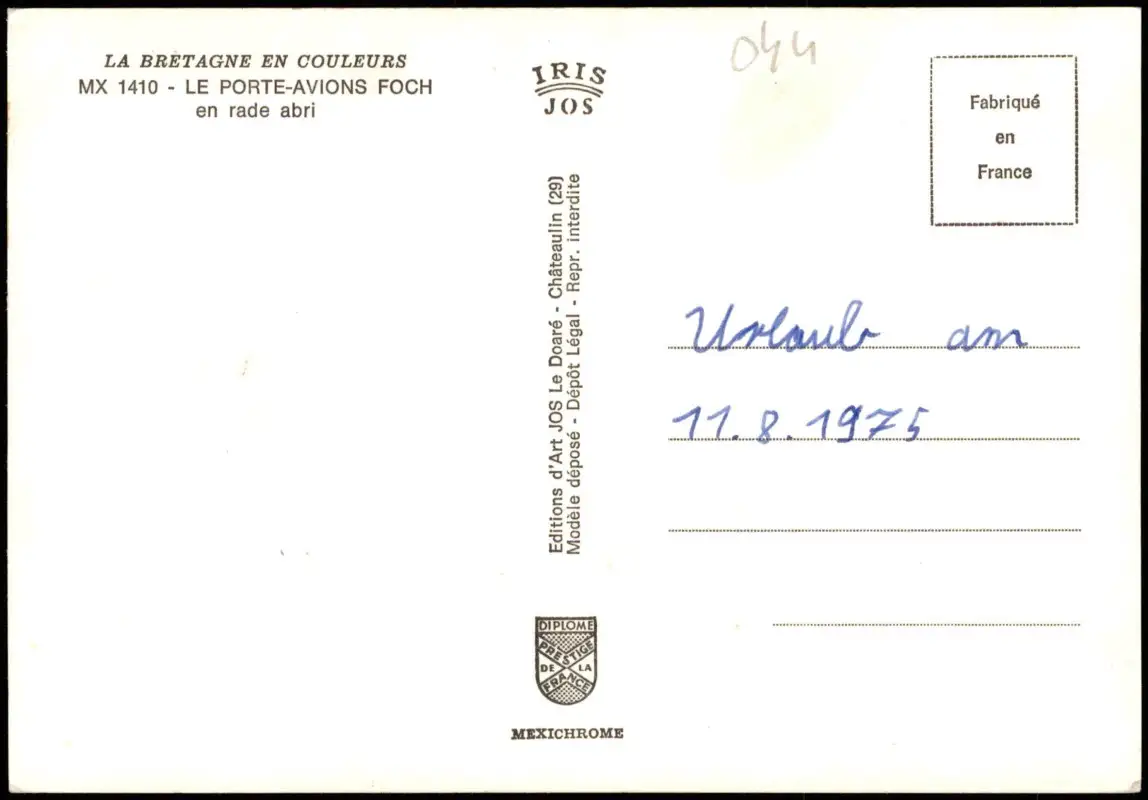 LA BRETAGNE EN COULEURS
MX 1410 - LE PORTE-AVIONS FOCH
en rade abri
IRIS
JOS
044
Fabriqué
en
France
Editions d'Art JOS Le Doaré - Châteaulin (29)
Modèle déposé - Dépôt Légal - Repr. interdite
Urlaub am
11.8.1975
DIPLOME
PRESTIGE
DE LA
FRANCE
MEXICHROME